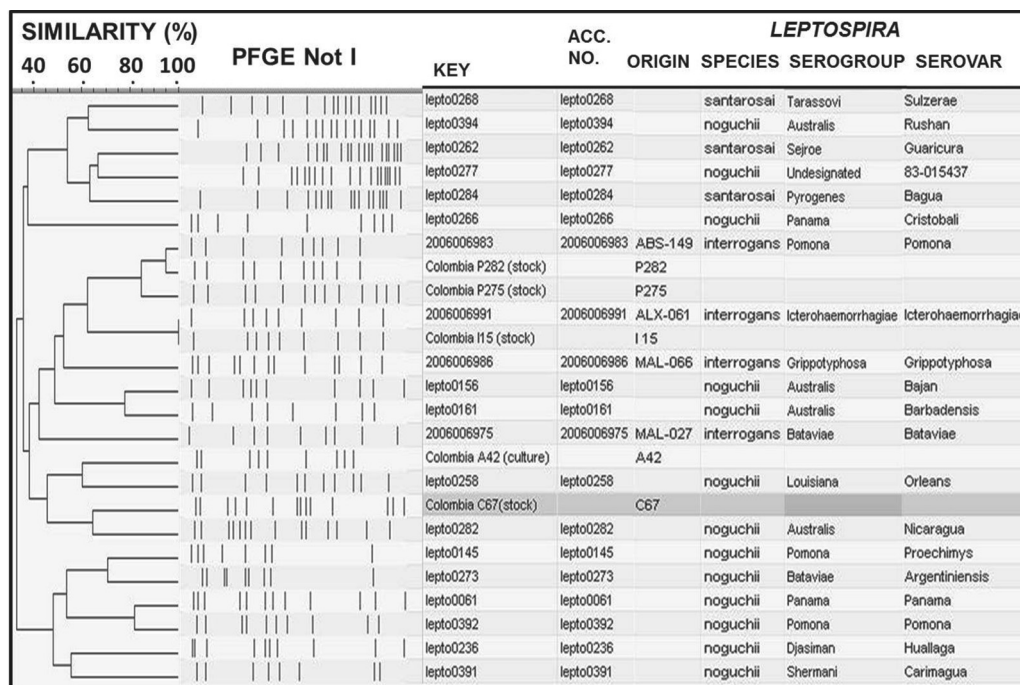 SIMILARITY (%)
40 60 80 100
PFGE Not I
KEY
ACC. NO.
ORIGIN
LEPTOSPIRA
SPECIES SEROGROUP SEROVAR
lepto0268 lepto0268 santarosai Tarassovi Sulzerae
lepto0394 lepto0394 noguchii Australis Rushan
lepto0262 lepto0262 santarosai Sejroe Guaricura
lepto0277 lepto0277 noguchii Undesignated 83-015437
lepto0284 lepto0284 santarosai Pyrogenes Bagua
lepto0266 lepto0266 noguchii Panama Cristobali
2006006983 2006006983 ABS-149 interrogans Pomona Pomona
Colombia P282 (stock) P282
Colombia P275 (stock) P275
2006006991 2006006991 ALX-061 interrogans Icterohaemorrhagiae Icterohaemorrhagiae
Colombia I15 (stock) I 15
2006006986 2006006986 MAL-066 interrogans Grippotyphosa Grippotyphosa
lepto0156 lepto0156 noguchii Australis Bajan
lepto0161 lepto0161 noguchii Australis Barbadensis
2006006975 2006006975 MAL-027 interrogans Bataviae Bataviae
Colombia A42 (culture) A42
lepto0258 lepto0258 noguchii Louisiana Orleans
Colombia C67(stock) C67
lepto0282 lepto0282 noguchii Australis Nicaragua
lepto0145 lepto0145 noguchii Pomona Proechimys
lepto0273 lepto0273 noguchii Bataviae Argentiniensis
lepto0061 lepto0061 noguchii Panama Panama
lepto0392 lepto0392 noguchii Pomona Pomona
lepto0236 lepto0236 noguchii Djasiman Huallaga
lepto0391 lepto0391 noguchii Shermani Carimagua